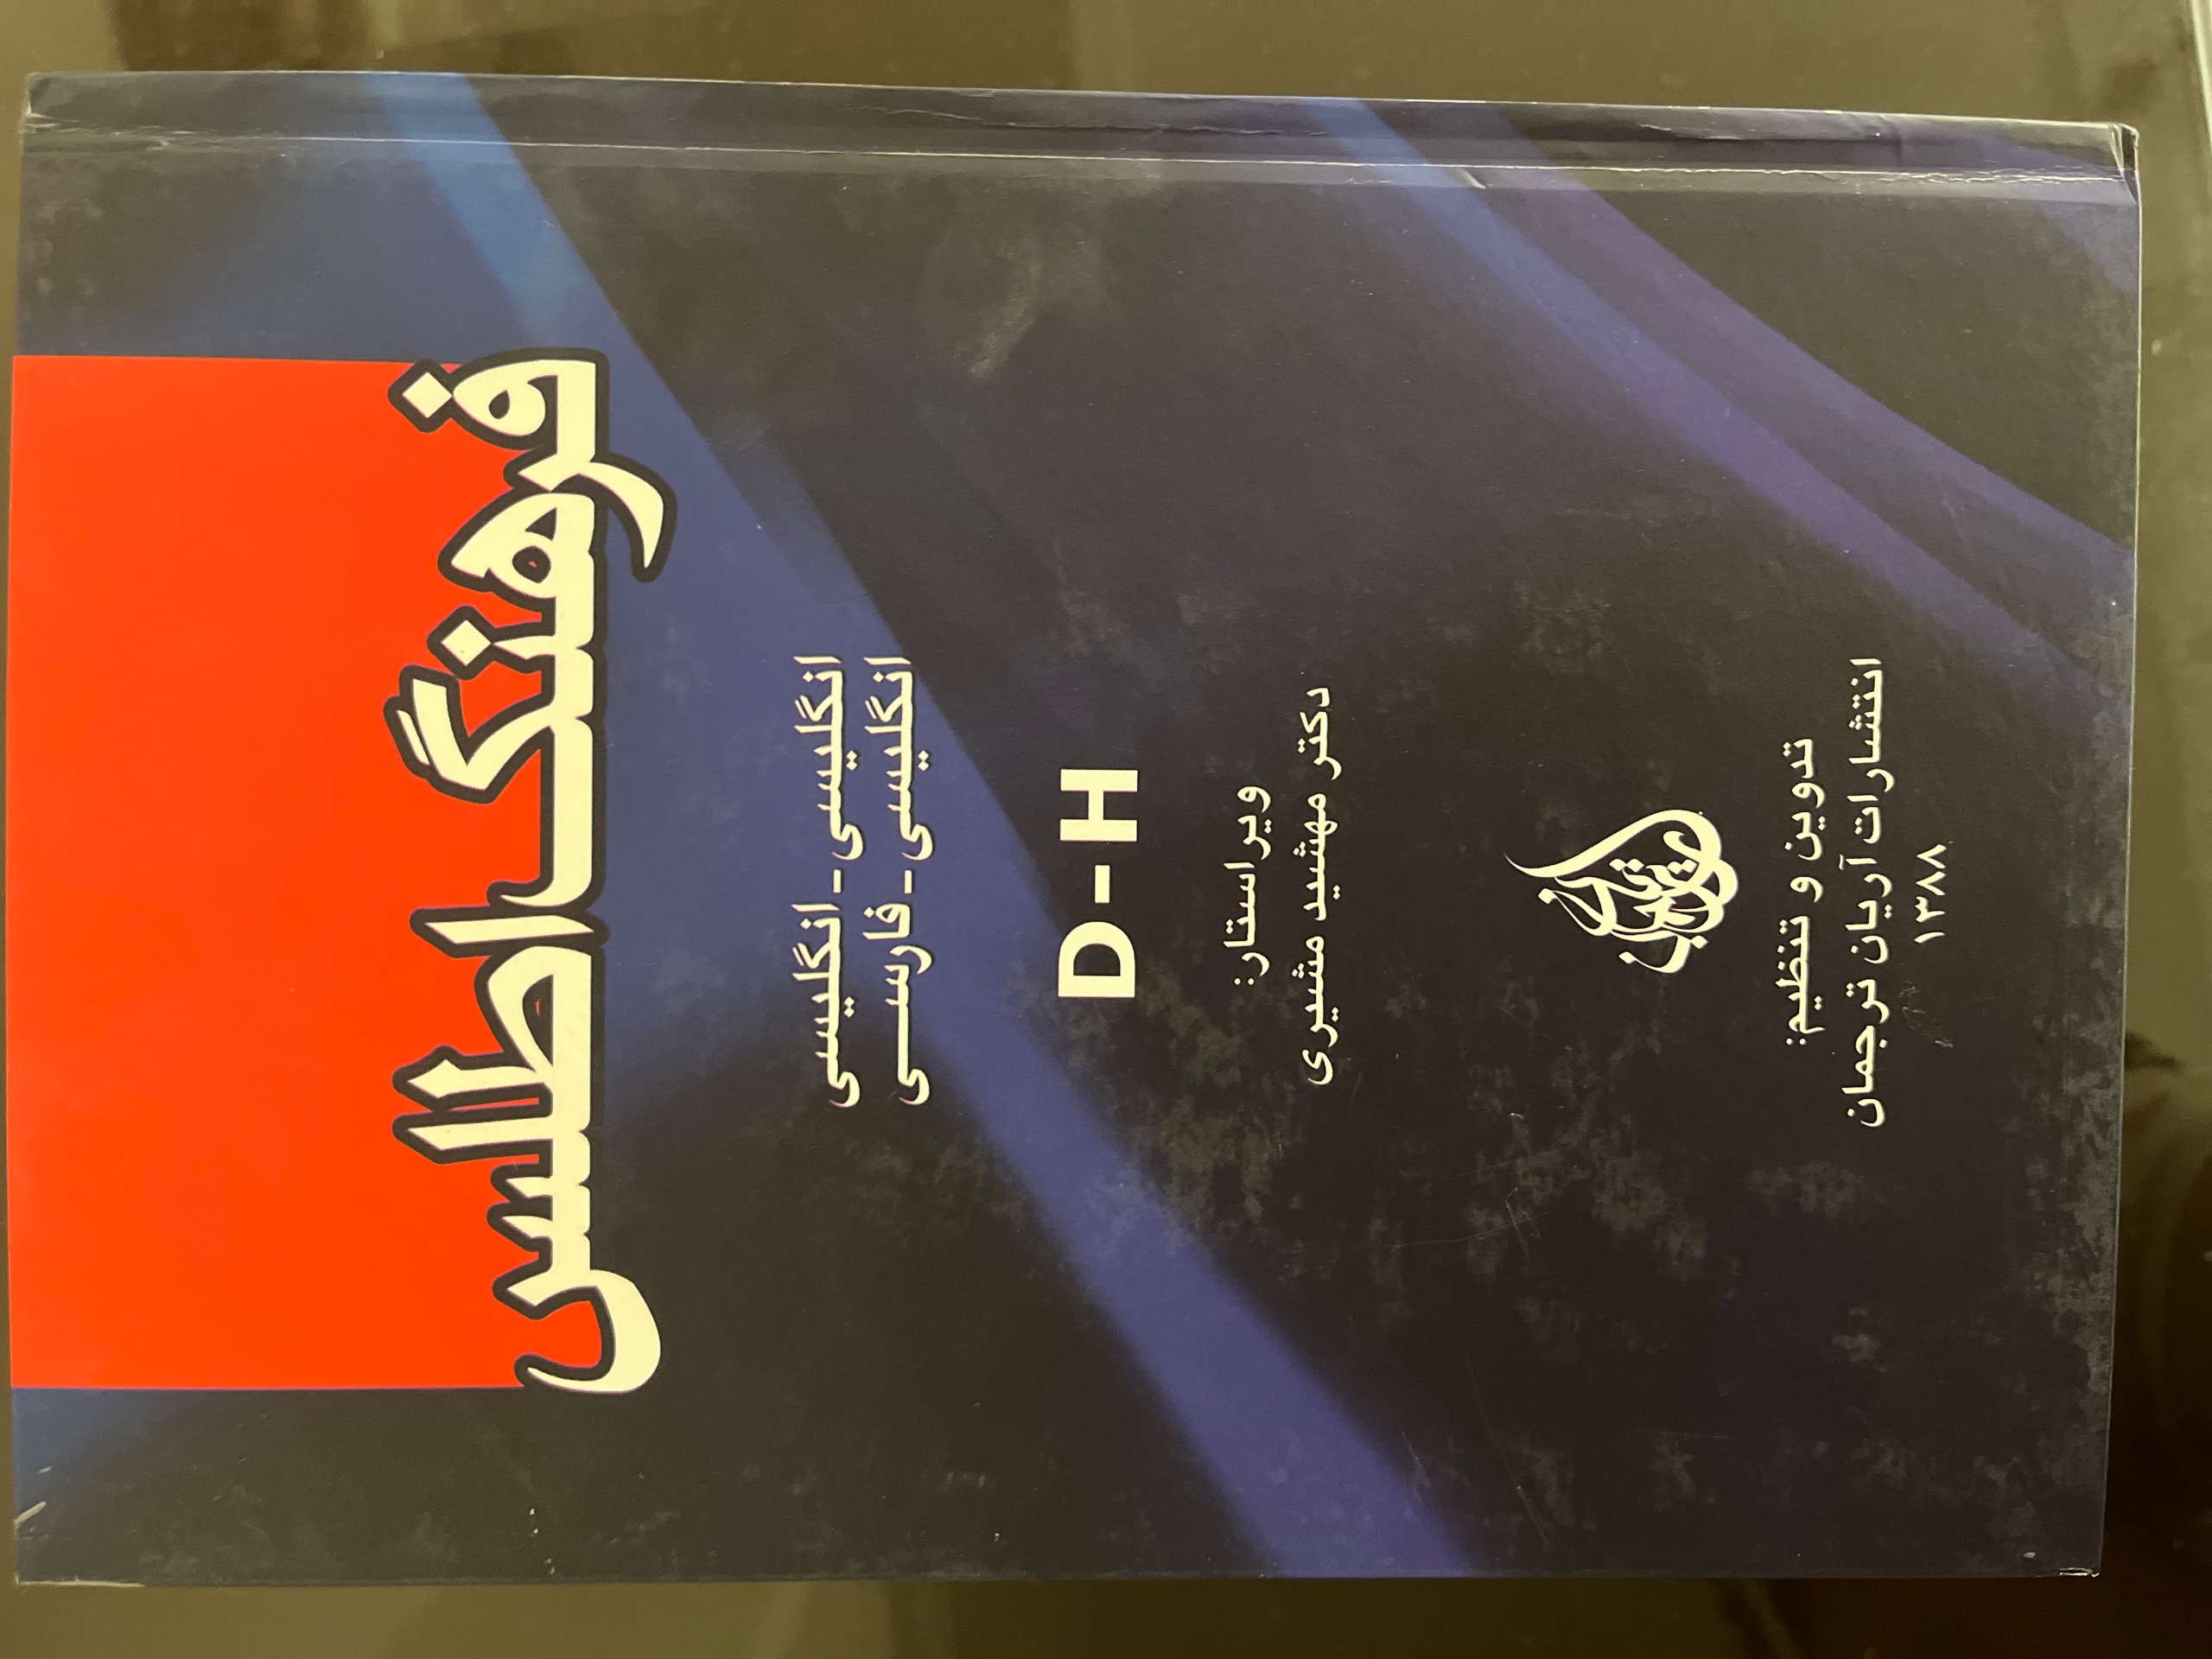 فرهنگ اطلس
انگلیسی - انگلیسی
انگلیسی - فارسی
D-H
ویراستار:
دکتر مهشید مشیری
تدوین و تنظیم:
انتشارات آریان ترجمان
۱۳۸۸